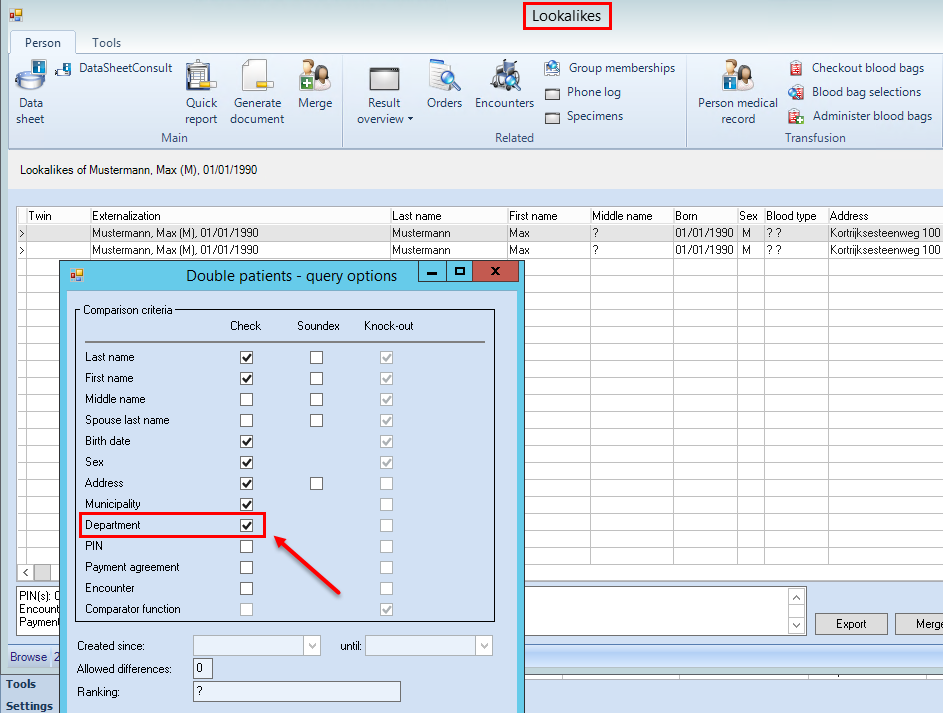 Lookalikes
Person Tools
Data sheet
DataSheetConsult
Quick report
Generate document
Merge
Main
Result overview
Orders
Encounters
Group memberships
Phone log
Specimens
Related
Person medical record
Checkout blood bags
Blood bag selections
Administer blood bags
Transfusion
Lookalikes of Mustermann, Max (M), 01/01/1990
Twin Externalization Last name First name Middle name Born Sex Blood type Address
> Mustermann, Max (M), 01/01/1990 Mustermann Max ? 01/01/1990 M ? ? Kortrijksesteenweg 100
> Mustermann, Max (M), 01/01/1990 Mustermann Max ? 01/01/1990 M ? ? Kortrijksesteenweg 100
Double patients - query options
Comparison criteria
Check Soundex Knock-out
Last name
First name
Middle name
Spouse last name
Birth date
Sex
Address
Municipality
Department
PIN
Payment agreement
Encounter
Comparator function
Created since: until:
Allowed differences: 0
Ranking: ?
PIN(s):
Encount
Paymen
Export Merge
Browse 2
Tools
Settings